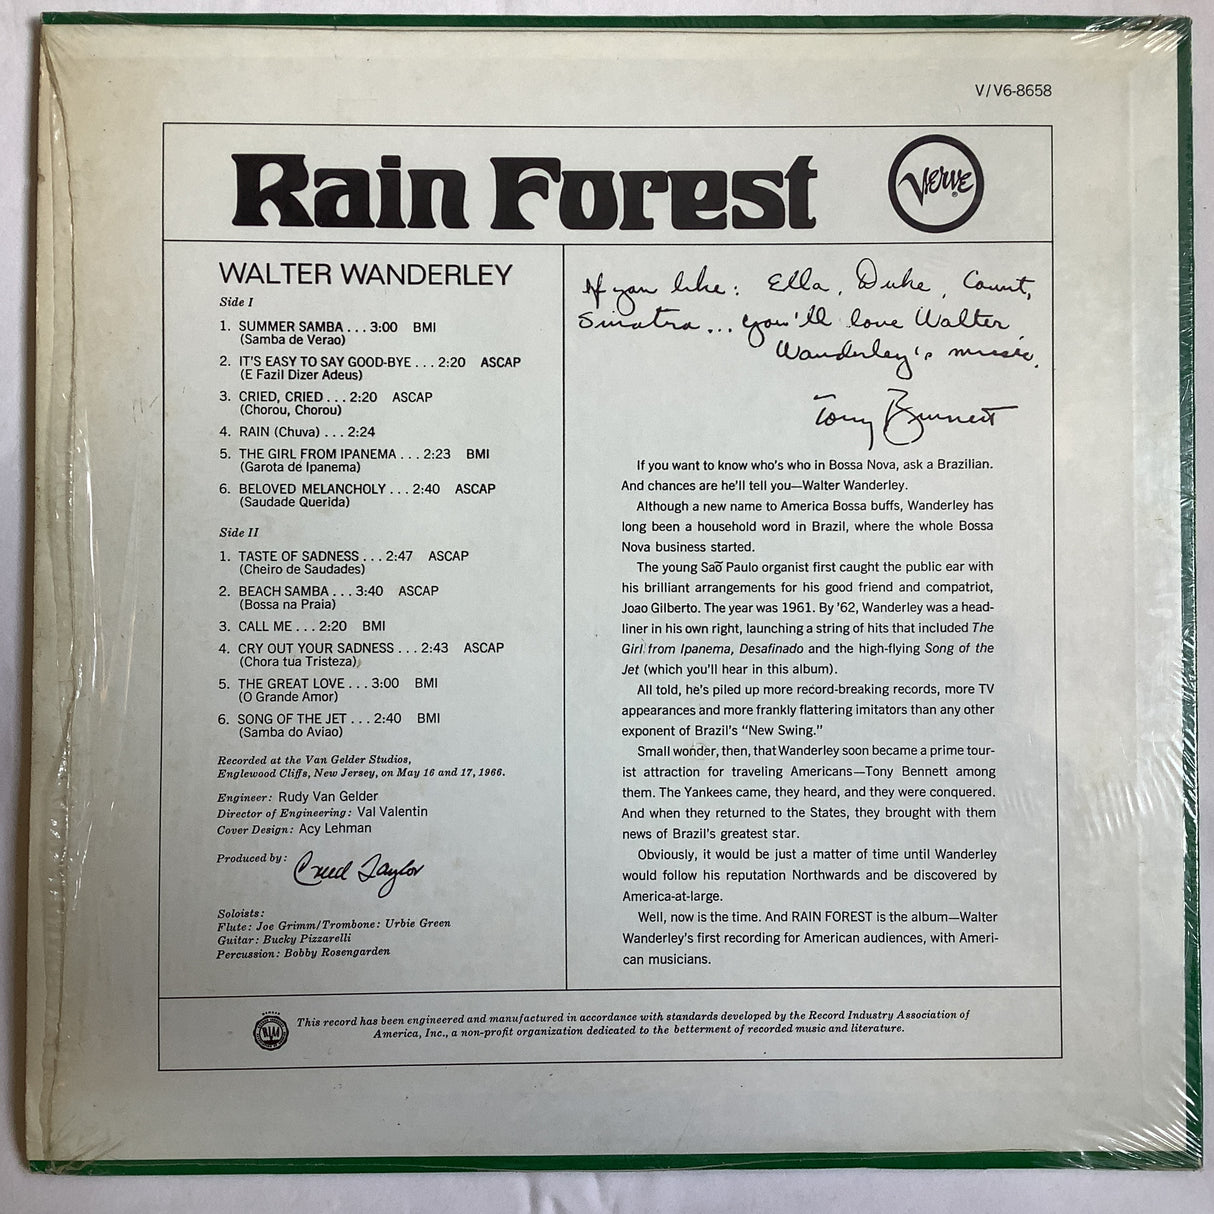 V/V6-8658
Rain Forest
VERVE
®
WALTER WANDERLEY
Side I
1. SUMMER SAMBA . . . 3:00 BMI
(Samba de Verao)
2. IT'S EASY TO SAY GOOD-BYE . . . 2:20 ASCAP
(E Fazil Dizer Adeus)
3. CRIED, CRIED . . . 2:20 ASCAP
(Chorou, Chorou)
4. RAIN (Chuva) . . . 2:24
5. THE GIRL FROM IPANEMA . . . 2:23 BMI
(Garota de Ipanema)
6. BELOVED MELANCHOLY . . . 2:40 ASCAP
(Saudade Querida)
Side II
1. TASTE OF SADNESS . . . 2:47 ASCAP
(Cheiro de Saudades)
2. BEACH SAMBA . . . 3:40 ASCAP
(Bossa na Praia)
3. CALL ME . . . 2:20 BMI
4. CRY OUT YOUR SADNESS . . . 2:43 ASCAP
(Chora tua Tristeza)
5. THE GREAT LOVE . . . 3:00 BMI
(O Grande Amor)
6. SONG OF THE JET . . . 2:40 BMI
(Samba do Aviao)
Recorded at the Van Gelder Studios,
Englewood Cliffs, New Jersey, on May 16 and 17, 1966.
Engineer: Rudy Van Gelder
Director of Engineering: Val Valentin
Cover Design: Acy Lehman
Produced by: Creed Taylor
Soloists:
Flute: Joe Grimm/Trombone: Urbie Green
Guitar: Bucky Pizzarelli
Percussion: Bobby Rosengarden
If you like: Ella, Duke, Count,
Sinatra... you'll love Walter
Wanderley's music.
Tony Bennett
If you want to know who's who in Bossa Nova, ask a Brazilian.
And chances are he'll tell you—Walter Wanderley.
Although a new name to America Bossa buffs, Wanderley has
long been a household word in Brazil, where the whole Bossa
Nova business started.
The young Saõ Paulo organist first caught the public ear with
his brilliant arrangements for his good friend and compatriot,
Joao Gilberto. The year was 1961. By '62, Wanderley was a head-
liner in his own right, launching a string of hits that included The
Girl from Ipanema, Desafinado and the high-flying Song of the
Jet (which you'll hear in this album).
All told, he's piled up more record-breaking records, more TV
appearances and more frankly flattering imitators than any other
exponent of Brazil's "New Swing."
Small wonder, then, that Wanderley soon became a prime tour-
ist attraction for traveling Americans—Tony Bennett among
them. The Yankees came, they heard, and they were conquered.
And when they returned to the States, they brought with them
news of Brazil's greatest star.
Obviously, it would be just a matter of time until Wanderley
would follow his reputation Northwards and be discovered by
America-at-large.
Well, now is the time. And RAIN FOREST is the album—Walter
Wanderley's first recording for American audiences, with Ameri-
can musicians.
This record has been engineered and manufactured in accordance with standards developed by the Record Industry Association of
America, Inc., a non-profit organization dedicated to the betterment of recorded music and literature.